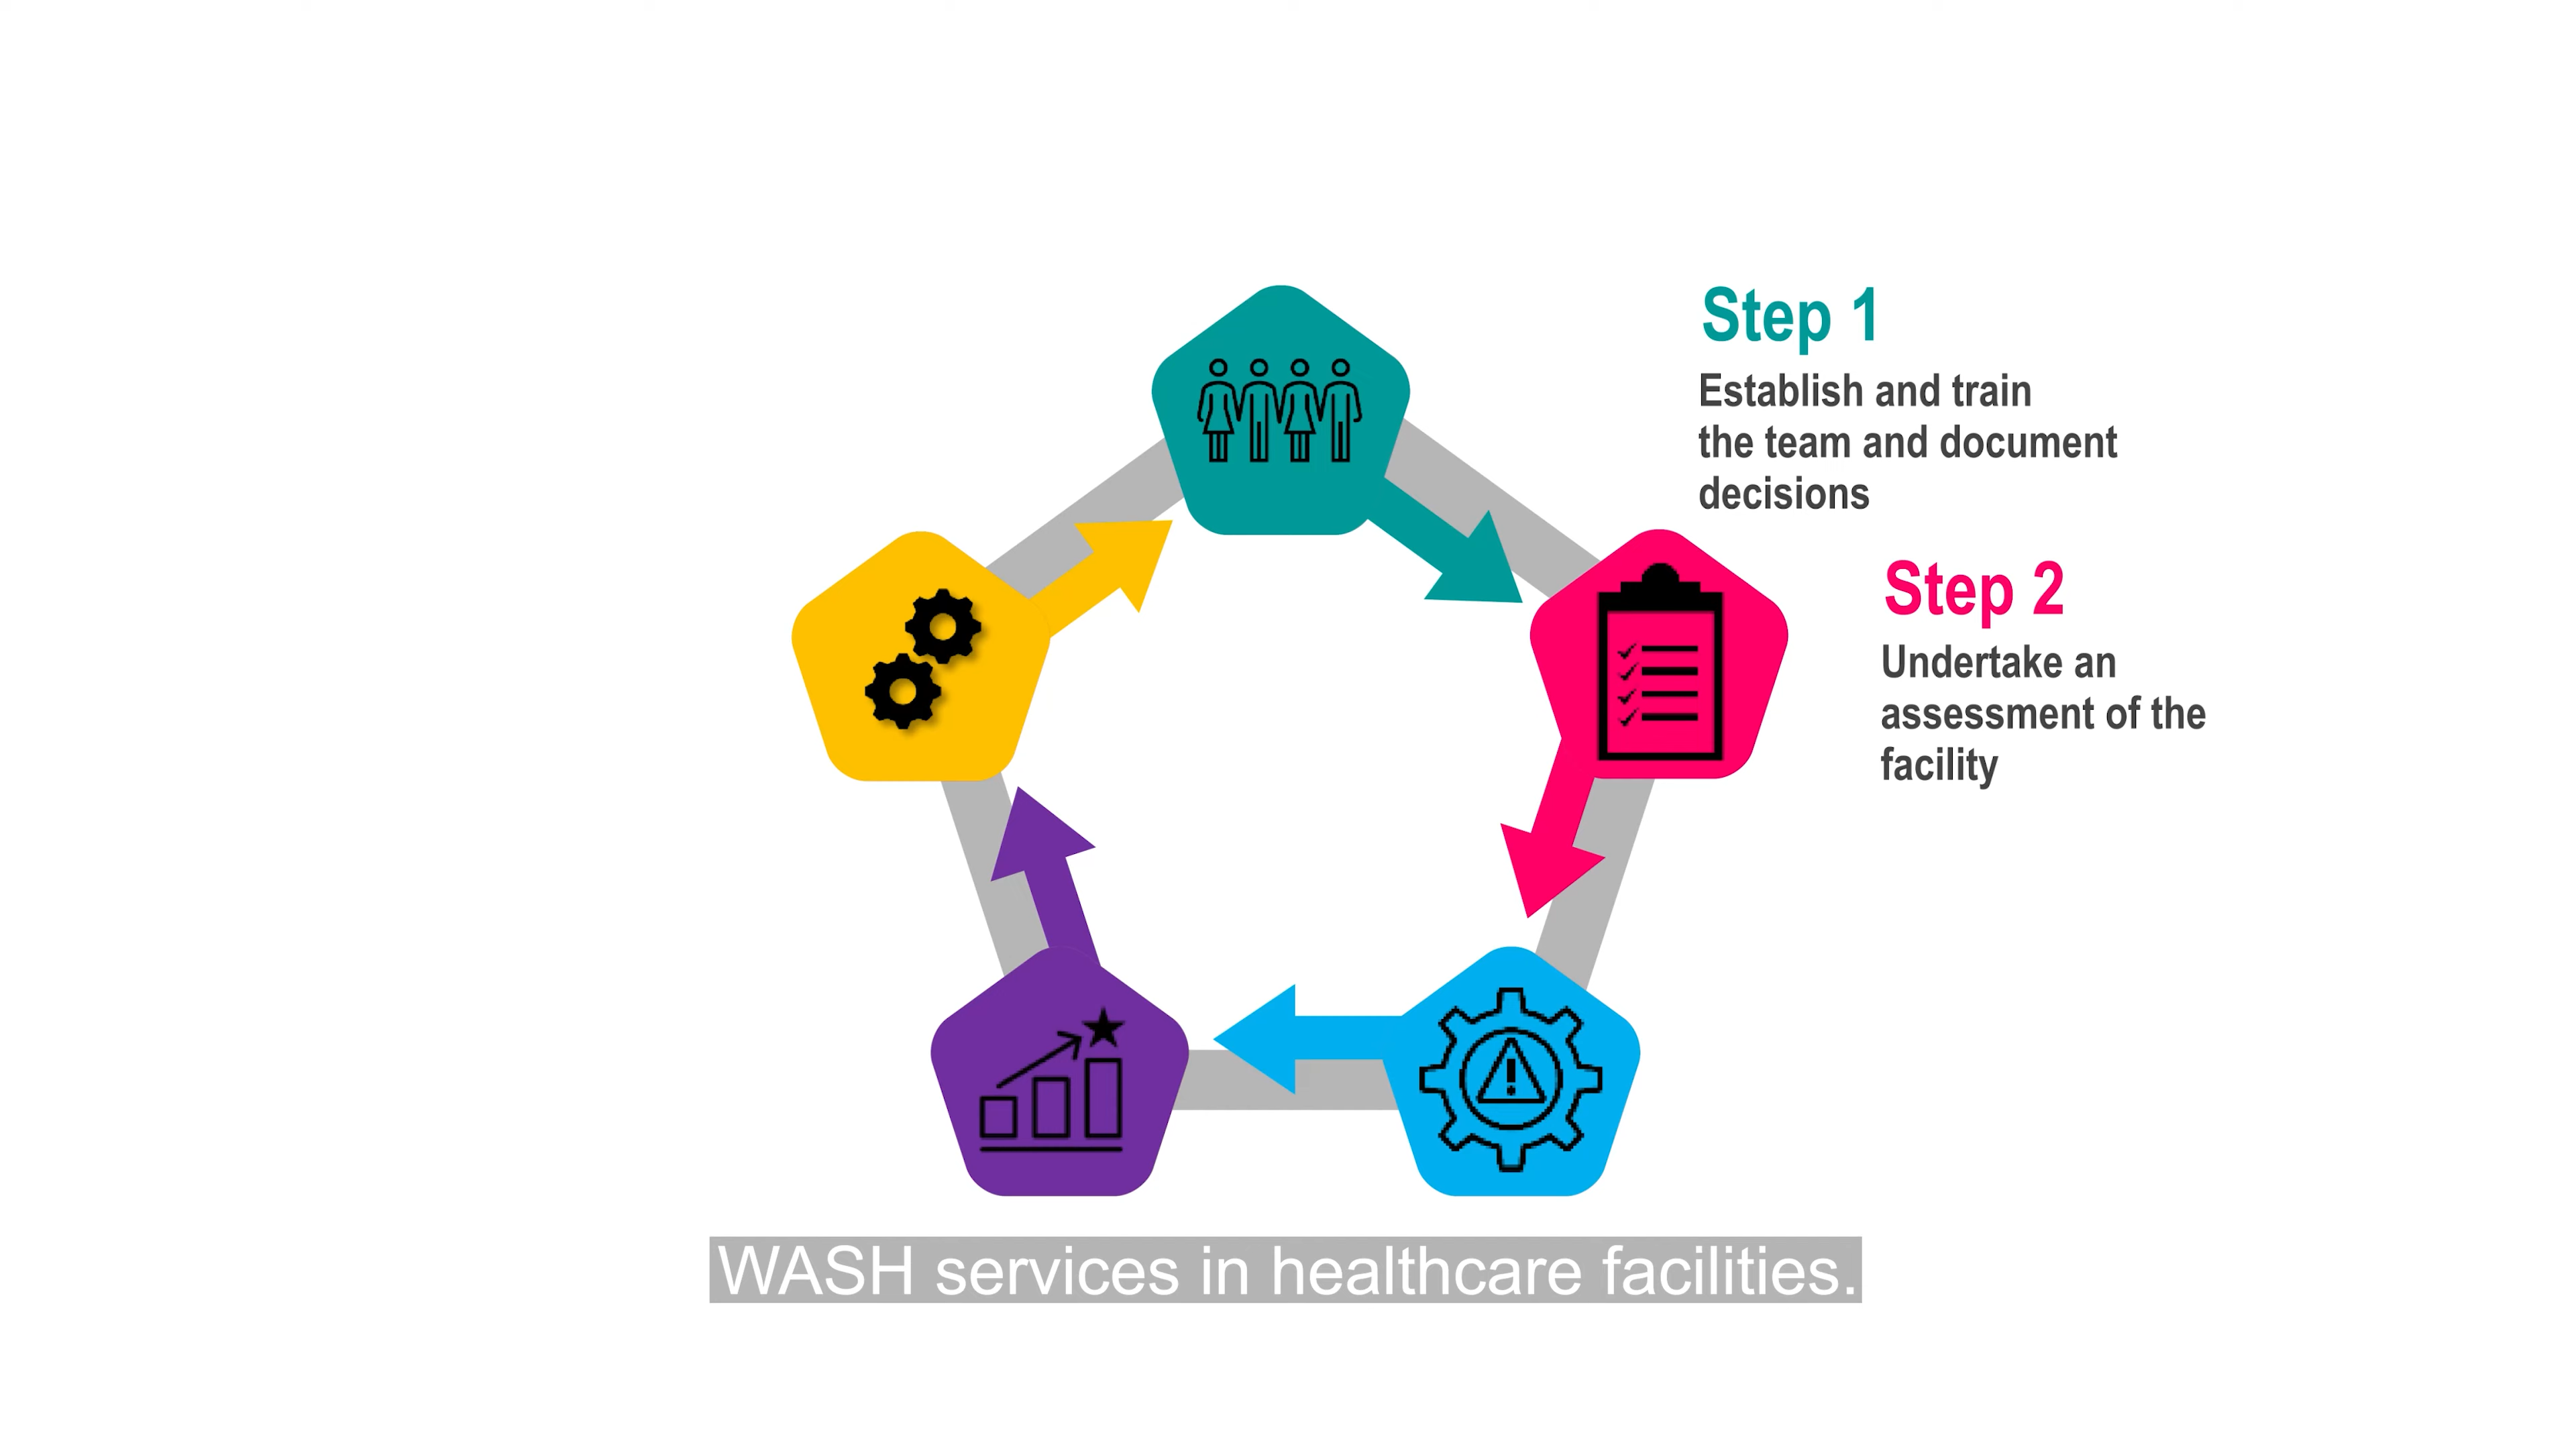 Step 1
Establish and train
the team and document
decisions
Step 2
Undertake an
assessment of the
facility
WASH services in healthcare facilities.